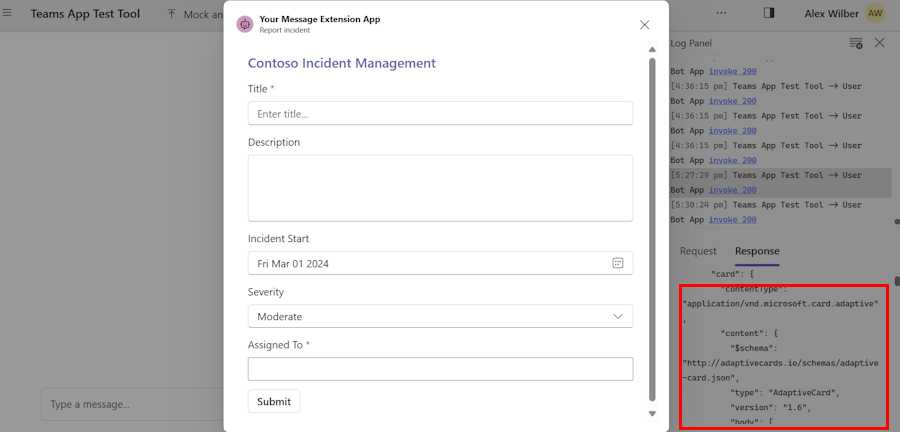 Teams App Test Tool
Mock an
Alex Wilber
AW
Your Message Extension App
Report incident
Contoso Incident Management
Title *
Enter title...
Description
Incident Start
Fri Mar 01 2024
Severity
Moderate
Assigned To *
Submit
Type a message...
Log Panel
Bot App invoke 200
[4:36:15 pm] Teams App Test Tool -> User
Bot App invoke 200
[4:36:15 pm] Teams App Test Tool -> User
Bot App invoke 200
[4:36:15 pm] Teams App Test Tool -> User
Bot App invoke 200
[5:27:29 pm] Teams App Test Tool -> User
Bot App invoke 200
[5:30:24 pm] Teams App Test Tool -> User
Bot App invoke 200
Request
Response
"card": {
"contentType":
"application/vnd.microsoft.card.adaptive"
,
"content": {
"$schema":
"http://adaptivecards.io/schemas/adaptive
-card.json",
"type": "AdaptiveCard",
"version": "1.6",
"body": [